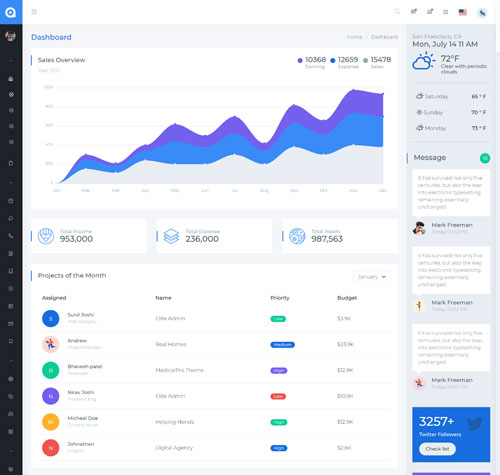 Dashboard
Home
Dashboard
Sales Overview
Year 2020
10368
Earning
12659
Expense
15478
Sales
1000
800
600
400
200
0
Jan Feb Mar Apr May Jun Jul Aug Sep Oct Nov Dec
Total Income
953,000
Total Expense
236,000
Total Assets
987,563
Projects of the Month
January
Assigned Name Priority Budget
S
Sunil Joshi
Web Designer
Elite Admin
Low
$3.9K
Andrew
Project Manager
Real Homes
Medium
$23.9K
B
Bhavesh patel
Developer
MedicalPro Theme
High
$12.9K
N
Nirav Joshi
Frontend Eng
Elite Admin
Low
$10.9K
M
Micheal Doe
Content Writer
Helping Hands
High
$12.9K
N
Johnathan
Graphic
Digital Agency
High
$2.6K
San Francisco, CA
Mon, July 14 11 AM
72°F
Clear with periodic
clouds
Saturday 65 ° F
Sunday 70 ° F
Monday 73 ° F
Message
It has survived not only five
centuries, but also the leap
into electronic typesetting,
remaining essentially
unchanged.
Mark Freeman
Today 04:12 PM
It has survived not only five
centuries, but also the leap
into electronic typesetting,
remaining essentially
unchanged.
Mark Freeman
Today 04:12 PM
It has survived not only five
centuries, but also the leap
into electronic typesetting,
remaining essentially
unchanged.
Mark Freeman
Today 04:12 PM
3257+
Twitter Followers
Check list